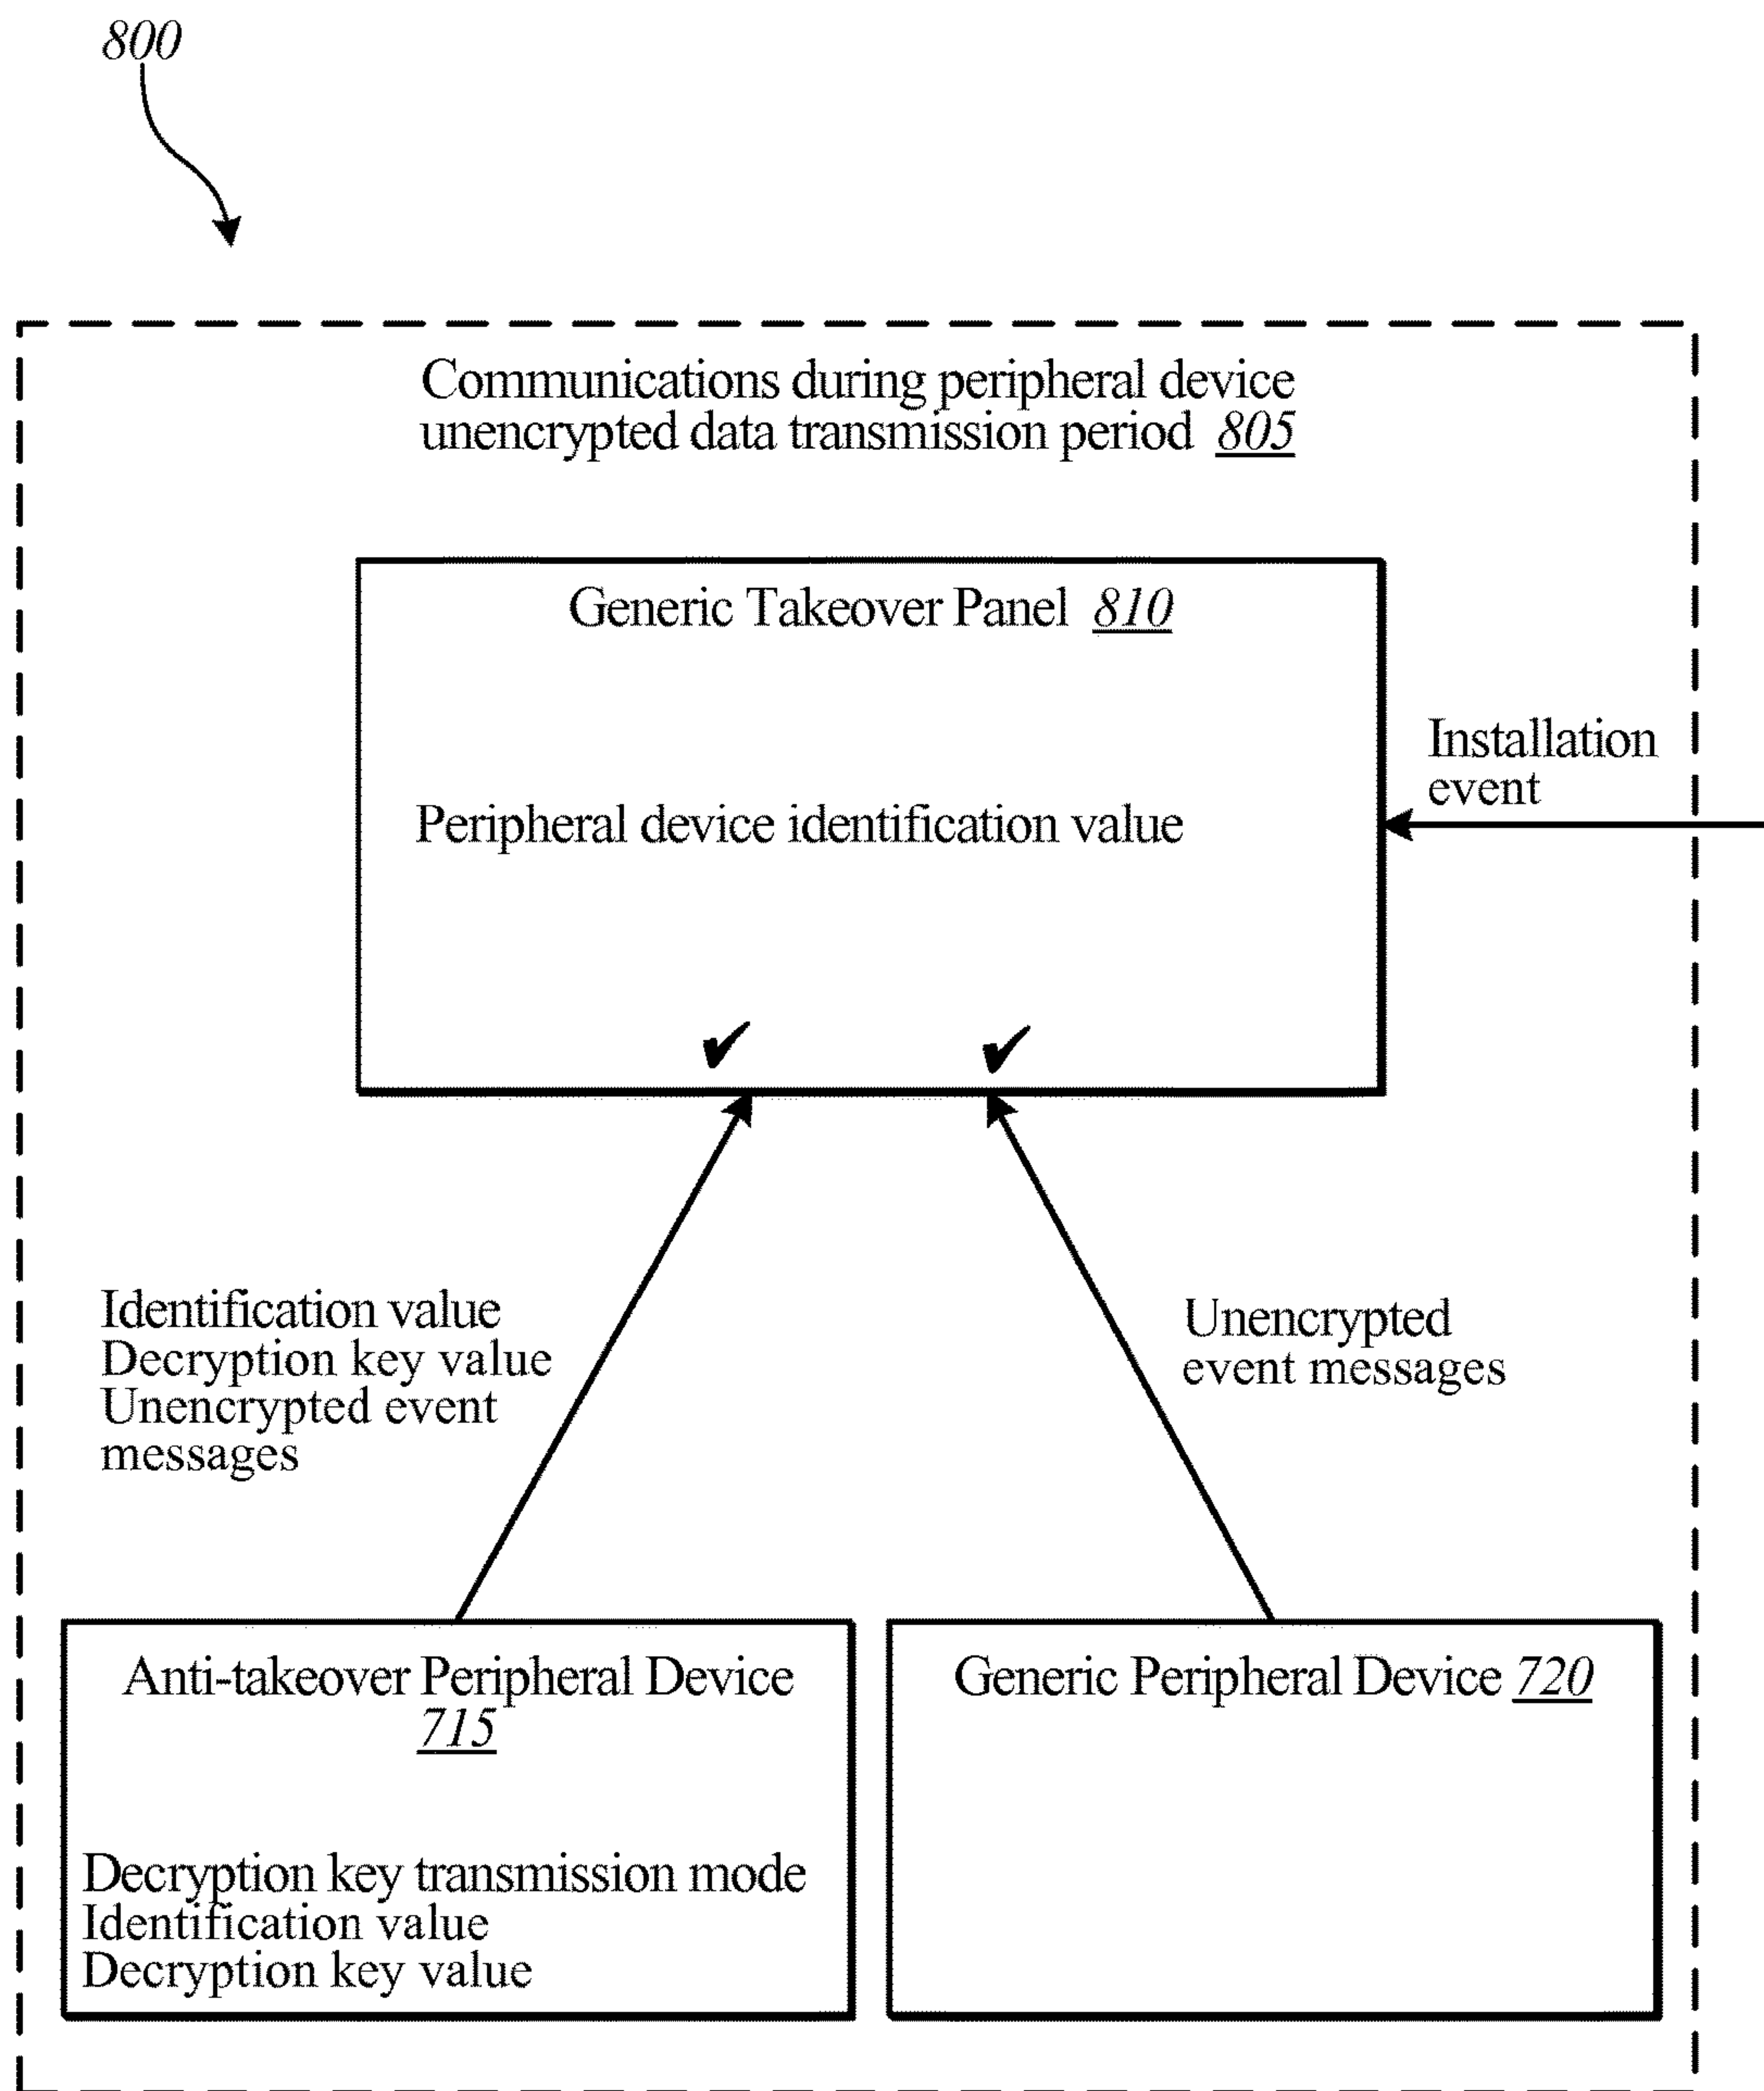 800
Communications during peripheral device
unencrypted data transmission period 805
Generic Takeover Panel 810
Installation
event
Peripheral device identification value
Identification value
Decryption key value
Unencrypted event
messages
Unencrypted
event messages
Anti-takeover Peripheral Device
715
Decryption key transmission mode
Identification value
Decryption key value
Generic Peripheral Device 720